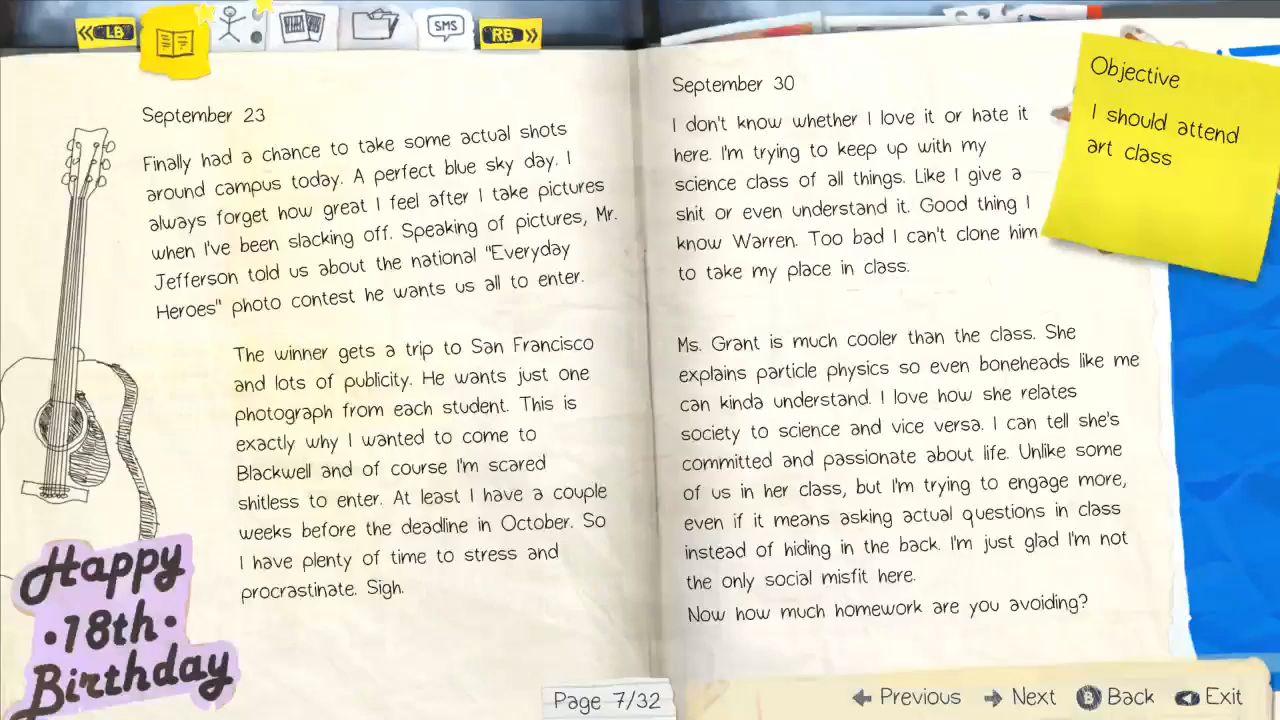 LB
SMS
RB
September 23
Finally had a chance to take some actual shots
around campus today. A perfect blue sky day. I
always forget how great I feel after I take pictures
when I've been slacking off. Speaking of pictures, Mr.
Jefferson told us about the national "Everyday
Heroes" photo contest he wants us all to enter.
The winner gets a trip to San Francisco
and lots of publicity. He wants just one
photograph from each student. This is
exactly why I wanted to come to
Blackwell and of course I'm scared
shitless to enter. At least I have a couple
weeks before the deadline in October. So
I have plenty of time to stress and
procrastinate. Sigh.
Happy
•18th•
Birthday
September 30
I don't know whether I love it or hate it
here. I'm trying to keep up with my
science class of all things. Like I give a
shit or even understand it. Good thing I
know Warren. Too bad I can't clone him
to take my place in class.
Ms. Grant is much cooler than the class. She
explains particle physics so even boneheads like me
can kinda understand. I love how she relates
society to science and vice versa. I can tell she's
committed and passionate about life. Unlike some
of us in her class, but I'm trying to engage more,
even if it means asking actual questions in class
instead of hiding in the back. I'm just glad I'm not
the only social misfit here.
Now how much homework are you avoiding?
Objective
I should attend
art class
Page 7/32
Previous
Next
B Back
Exit